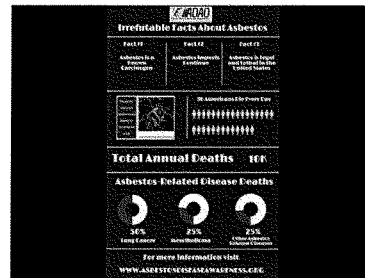 ADAO
Irrefutable Facts About Asbestos
Fact #1
Fact #2
Fact #3
Asbestos is a
Known
Carcinogen
Asbestos Imports
Continue
Asbestos is legal
and lethal in the
United States
30 Americans Die Every Day
Total Annual Deaths 10K
Asbestos-Related Disease Deaths
50%
Lung Cancer
25%
Mesothelioma
25%
Other Asbestos
For more information visit
WWW.ASBESTOSDISEASEAWARENESS.ORG